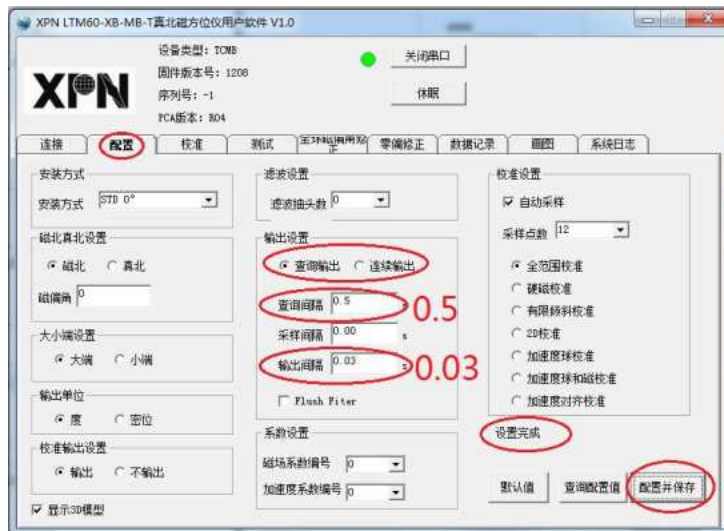 XPN LTM60-XB-MB-T真北磁方位仪用户软件 V1.0
XPN
设备类型: TCMB
固件版本号: 1208
序列号: -1
PCA版本: R04
关闭串口
休眠
连接 配置 校准 测试 全球磁偏角修正 零偏修正 数据记录 画图 系统日志
安装方式
安装方式 STD 0°
磁北真北设置
磁北 真北
磁偏角 0
大小端设置
大端 小端
输出单位
度 密位
校准输出设置
输出 不输出
显示3D模型
滤波设置
滤波抽头数 0
输出设置
查询输出 连续输出
查询间隔 0.5 s 0.5
采样间隔 0.00 s
输出间隔 0.03 s 0.03
Flush Fiter
系数设置
磁场系数编号 0
加速度系数编号 0
校准设置
自动采样
采样点数 12
全范围校准
硬磁校准
有限倾斜校准
2D校准
加速度球校准
加速度球和磁校准
加速度对齐校准
设置完成
默认值 查询配置值 配置并保存